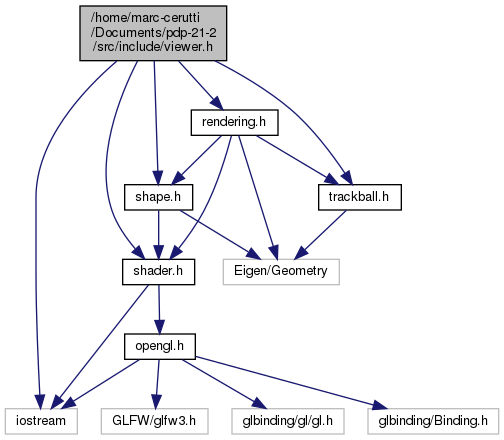 /home/marc-cerutti
/Documents/pdp-21-2
/src/include/viewer.h
rendering.h
shape.h
trackball.h
shader.h
Eigen/Geometry
opengl.h
iostream
GLFW/glfw3.h
glbinding/gl/gl.h
glbinding/Binding.h